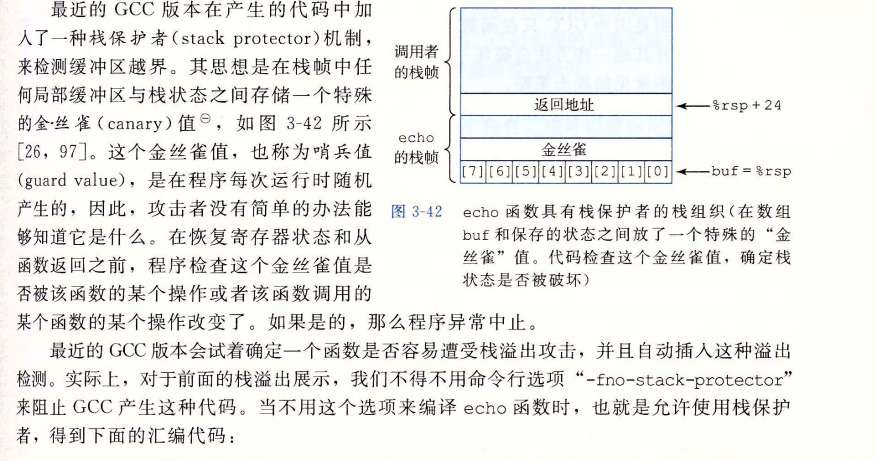 最近的 GCC 版本在产生的代码中加
入了一种栈保护者(stack protector)机制，
来检测缓冲区越界。其思想是在栈帧中任
何局部缓冲区与栈状态之间存储一个特殊
的金丝雀(canary)值㊀，如图 3-42 所示
[26, 97]。这个金丝雀值，也称为哨兵值
(guard value)，是在程序每次运行时随机
产生的，因此，攻击者没有简单的办法能
够知道它是什么。在恢复寄存器状态和从
函数返回之前，程序检查这个金丝雀值是
否被该函数的某个操作或者该函数调用的
某个函数的某个操作改变了。如果是的，那么程序异常中止。
调用者
的栈帧
返回地址
%rsp+24
echo
的栈帧
金丝雀
[7] [6] [5] [4] [3] [2] [1] [0]
buf=%rsp
图 3-42 echo 函数具有栈保护者的栈组织(在数组
buf 和保存的状态之间放了一个特殊的“金
丝雀”值。代码检查这个金丝雀值，确定栈
状态是否被破坏)
最近的 GCC 版本会试着确定一个函数是否容易遭受栈溢出攻击，并且自动插入这种溢出
检测。实际上，对于前面的栈溢出展示，我们不得不用命令行选项“-fno-stack-protector”
来阻止 GCC 产生这种代码。当不用这个选项来编译 echo 函数时，也就是允许使用栈保护
者，得到下面的汇编代码：